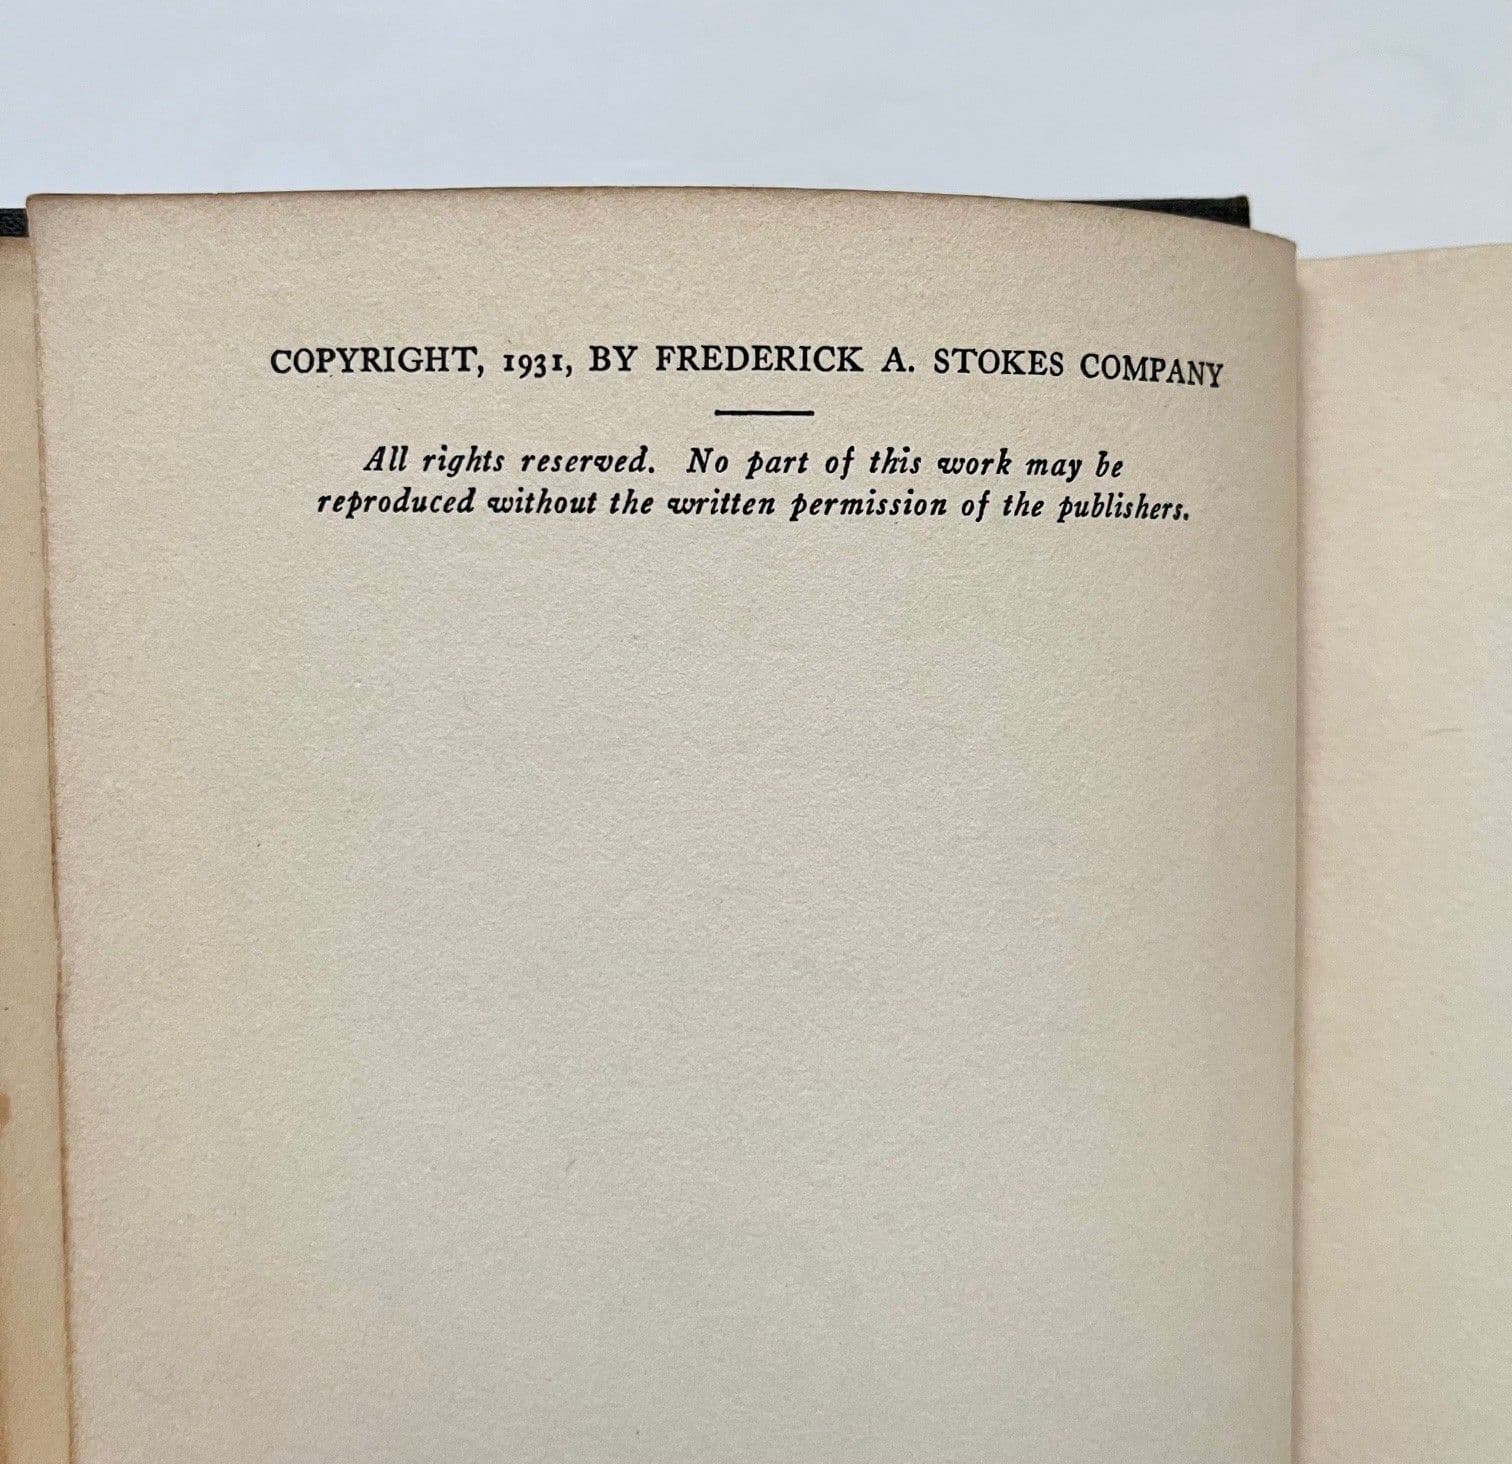 COPYRIGHT, 1931, BY FREDERICK A. STOKES COMPANY
All rights reserved. No part of this work may be
reproduced without the written permission of the publishers.